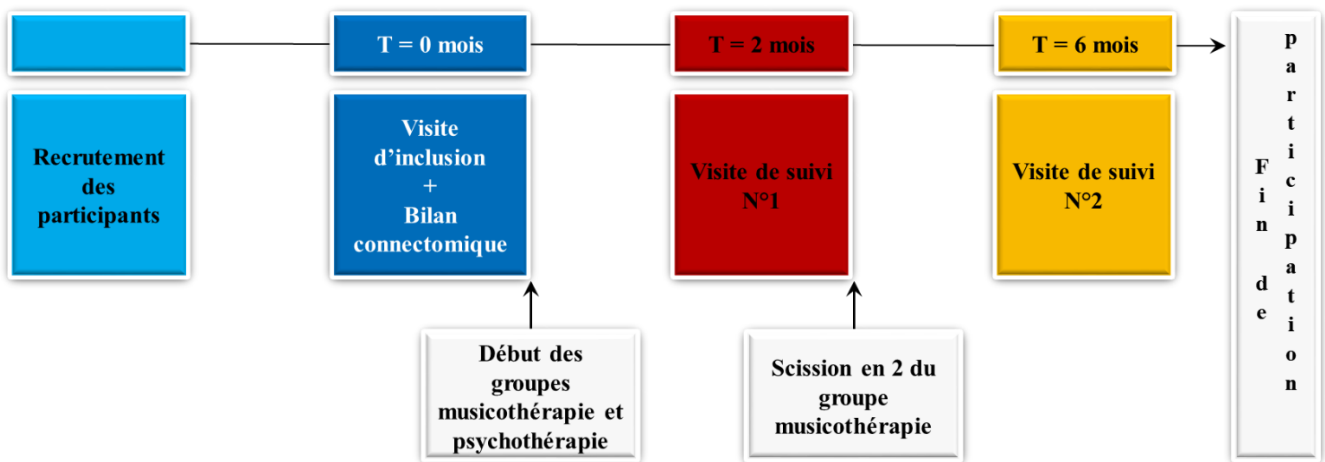 T = 0 mois
T = 2 mois
T = 6 mois
Recrutement
des
participants
Visite
d’inclusion
+
Bilan
connectomique
Visite de suivi
N°1
Visite de suivi
N°2
Fin de
participation
Début des
groupes
musicothérapie et
psychothérapie
Scission en 2 du
groupe
musicothérapie